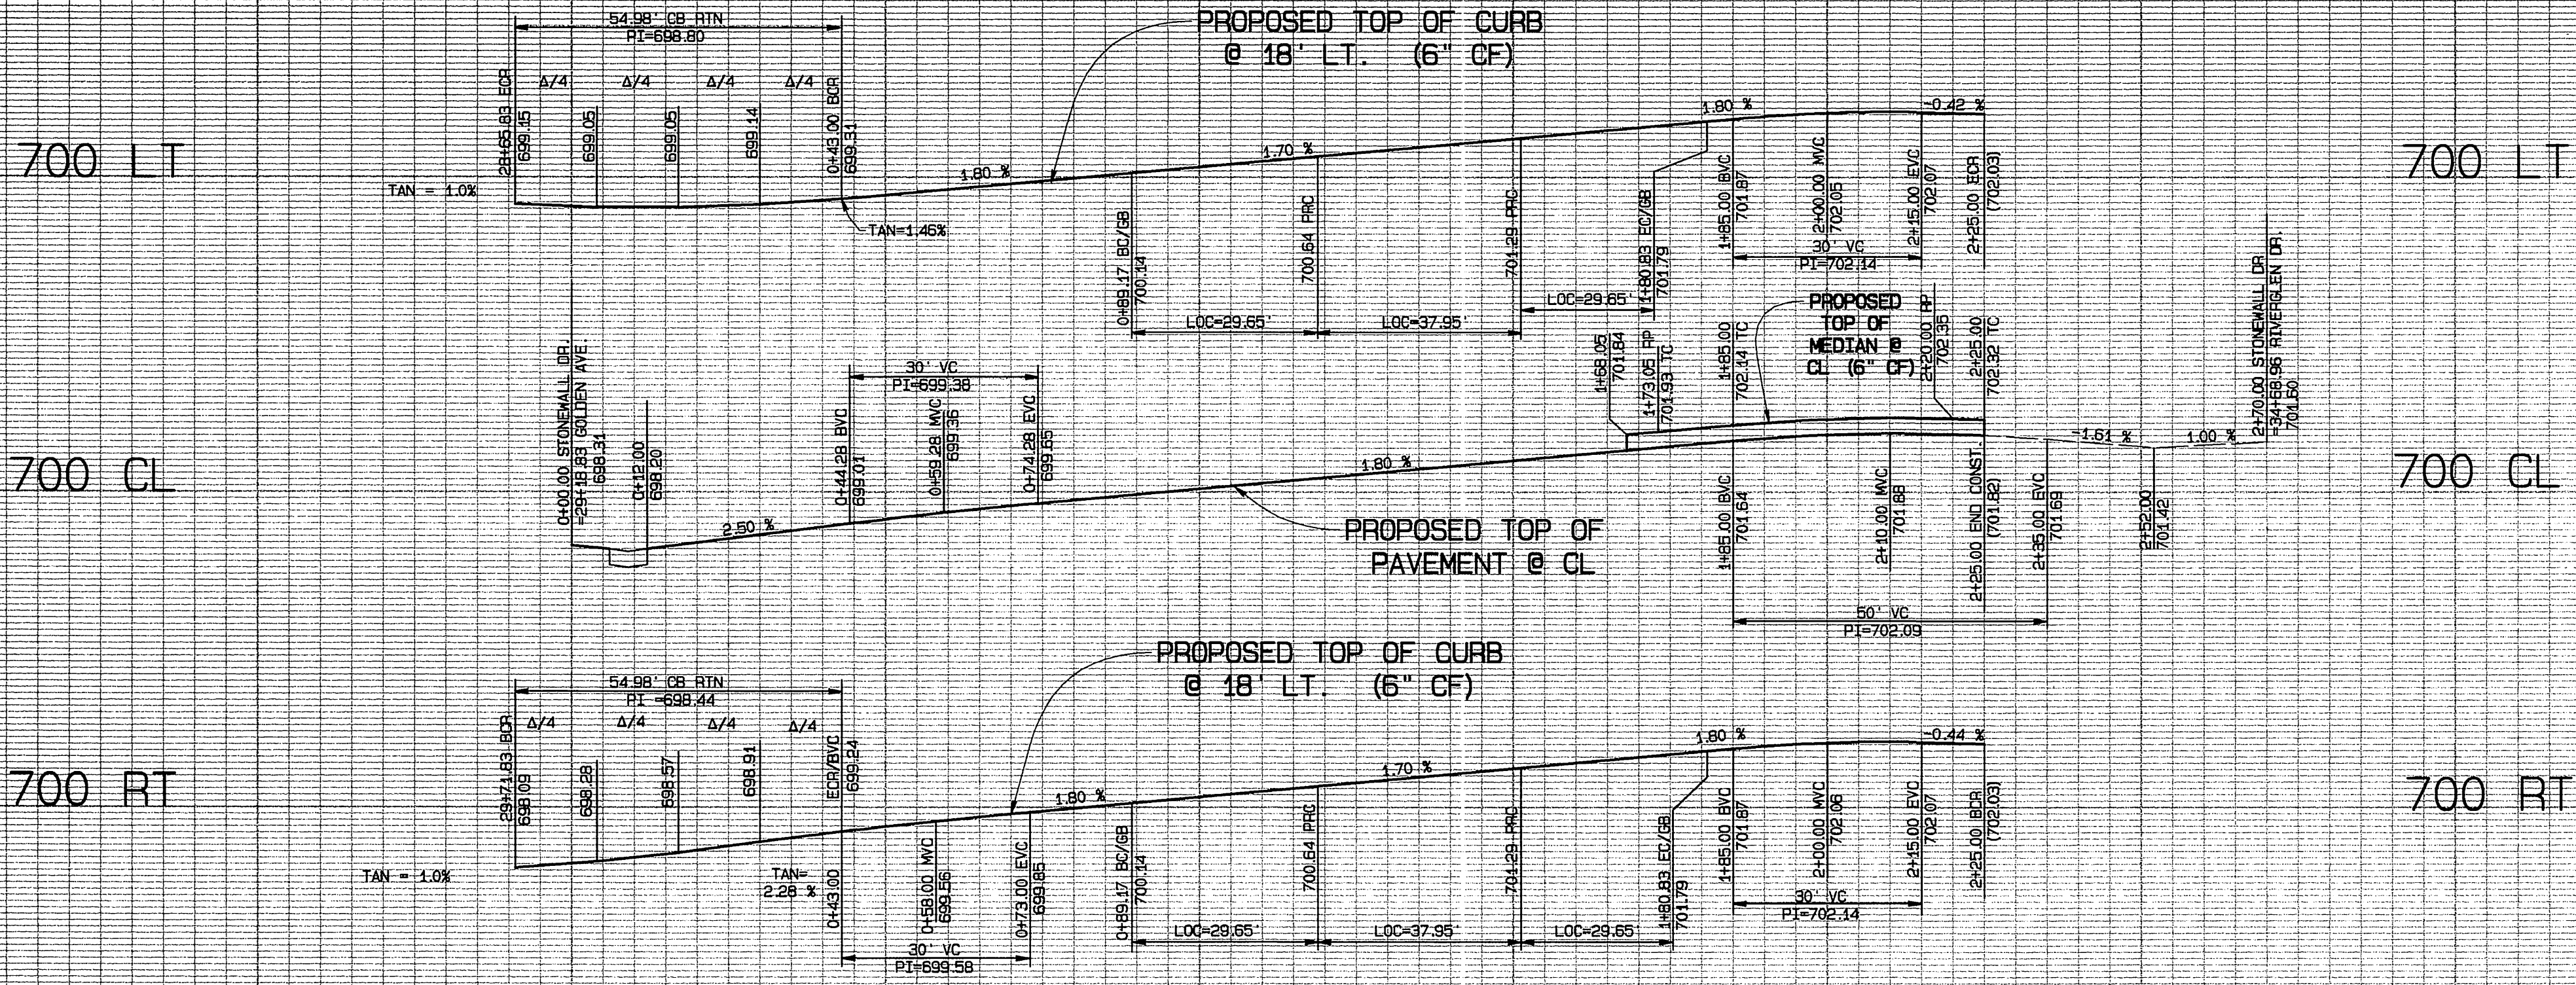 700 LT
54.98' CB RTN
PI=698.80
Δ/4
Δ/4
Δ/4
Δ/4
28+65.83 ECR
699.15
699.05
699.05
699.14
0+43.00 BCR
699.31
TAN = 1.0%
TAN=1.46%
PROPOSED TOP OF CURB
@ 18' LT. (6" CF)
1.80 %
1.70 %
0+89.17 BC/GB
700.14
700.64 PRC
701.29 PRC
1+80.83 EC/GB
701.79
LOC=29.65'
LOC=37.95'
LOC=29.65'
1.80 %
-0.42 %
1+85.00 BVC
701.87
2+00.00 MVC
702.05
2+15.00 EVC
702.07
2+25.00 ECR
(702.03)
30' VC
PI=702.14
700 LT
700 CL
0+00.00 STONEWALL DR.
=29+18.83 GOLDEN AVE.
698.31
0+12.00
698.20
2.50 %
30' VC
PI=699.38
0+44.28 BVC
699.01
0+59.28 MVC
699.36
0+74.28 EVC
699.65
1.80 %
PROPOSED TOP OF
PAVEMENT @ CL
1+68.05
701.84
1+73.05 RP
701.93 TC
1+85.00
702.14 TC
PROPOSED
TOP OF
MEDIAN @
CL (6" CF)
2+20.00 RP
702.35
2+25.00
702.32 TC
1+85.00 BVC
701.64
2+10.00 MVC
701.88
2+25.00 END CONST.
(701.82)
2+35.00 EVC
701.69
50' VC
PI=702.09
-1.61 %
1.00 %
2+52.00
701.42
2+70.00 STONEWALL DR
=34+68.96 RIVERGLEN DR.
701.60
700 CL
700 RT
54.98' CB RTN
PI =698.44
Δ/4
Δ/4
Δ/4
Δ/4
29+71.83 BCR
698.09
698.28
698.57
698.91
ECR/BVC
699.24
0+43.00
TAN = 1.0%
TAN=
2.28 %
PROPOSED TOP OF CURB
@ 18' LT. (6" CF)
0+58.00 MVC
699.56
0+73.00 EVC
699.85
30' VC
PI=699.58
1.80 %
1.70 %
0+89.17 BC/GB
700.14
700.64 PRC
701.29 PRC
1+80.83 EC/GB
701.79
LOC=29.65'
LOC=37.95'
LOC=29.65'
1.80 %
-0.44 %
1+85.00 BVC
701.87
2+00.00 MVC
702.06
2+15.00 EVC
702.07
2+25.00 BCR
(702.03)
30' VC
PI=702.14
700 RT